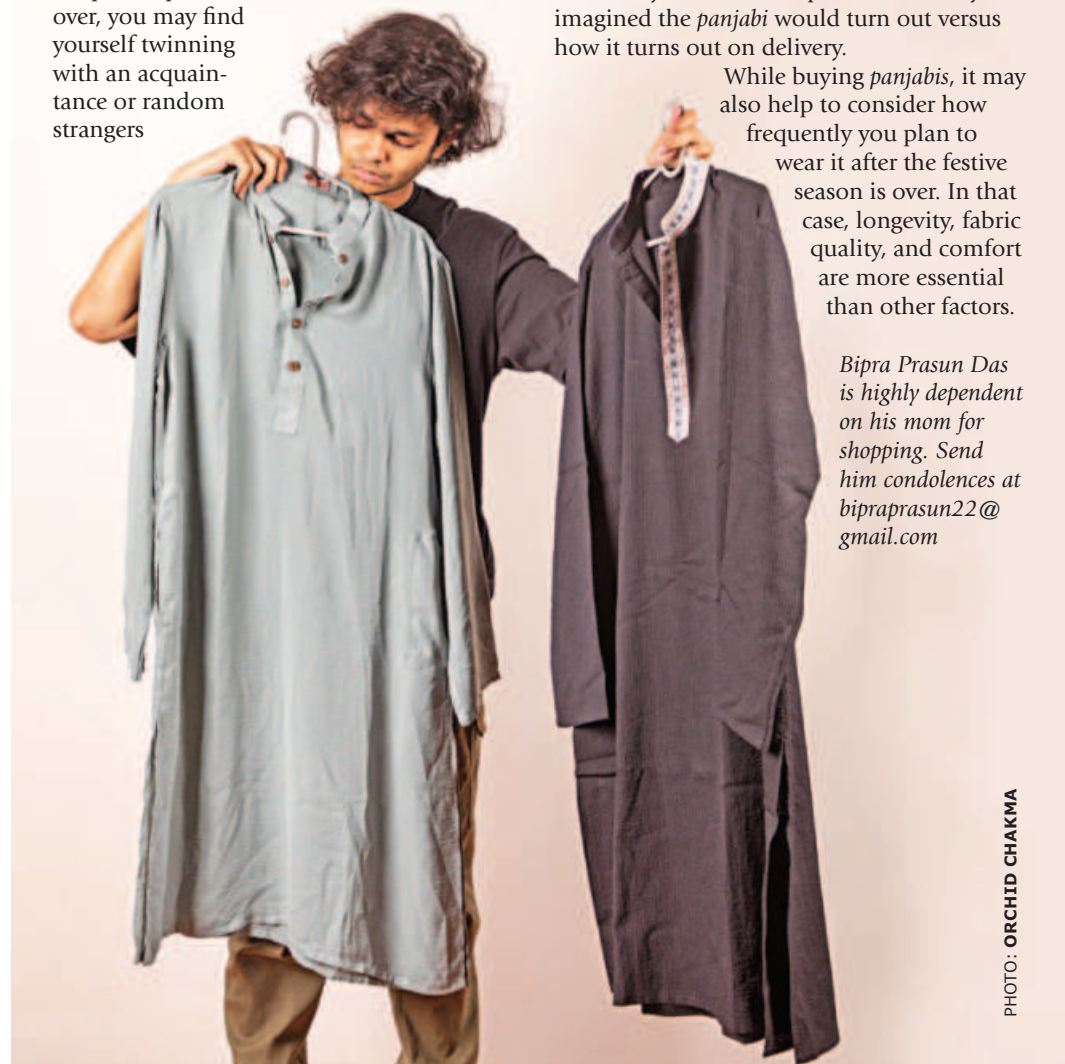 over, you may find
yourself twinning
with an acquain-
tance or random
strangers
imagined the panjabi would turn out versus
how it turns out on delivery.
While buying panjabis, it may
also help to consider how
frequently you plan to
wear it after the festive
season is over. In that
case, longevity, fabric
quality, and comfort
are more essential
than other factors.
Bipra Prasun Das
is highly dependent
on his mom for
shopping. Send
him condolences at
bipraprasun22@
gmail.com
PHOTO: ORCHID CHAKMA